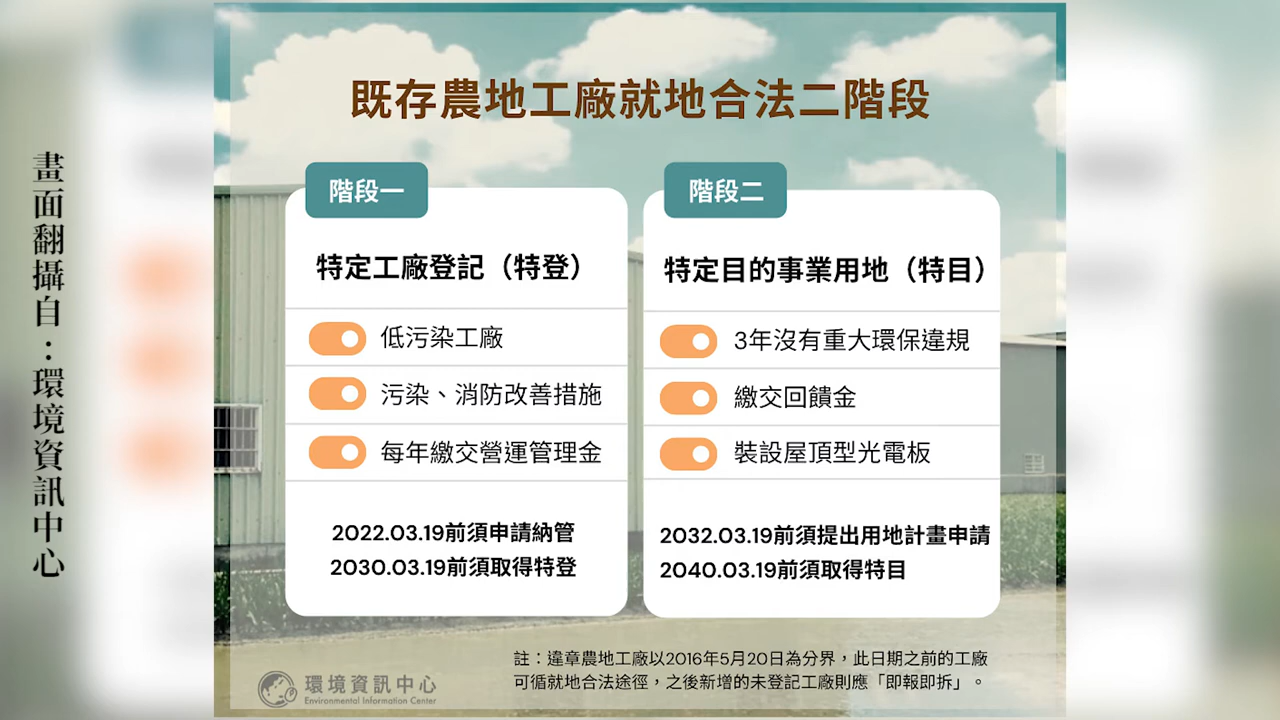 畫面翻攝自：環境資訊中心
既存農地工廠就地合法二階段
階段一
特定工廠登記（特登）
低污染工廠
污染、消防改善措施
每年繳交營運管理金
2022.03.19前須申請納管
2030.03.19前須取得特登
階段二
特定目的事業用地（特目）
3年沒有重大環保違規
繳交回饋金
裝設屋頂型光電板
2032.03.19前須提出用地計畫申請
2040.03.19前須取得特目
註：違章農地工廠以2016年5月20日為分界，此日期之前的工廠
可循就地合法途徑，之後新增的未登記工廠則應「即報即拆」。
環境資訊中心
Environmental Information Center